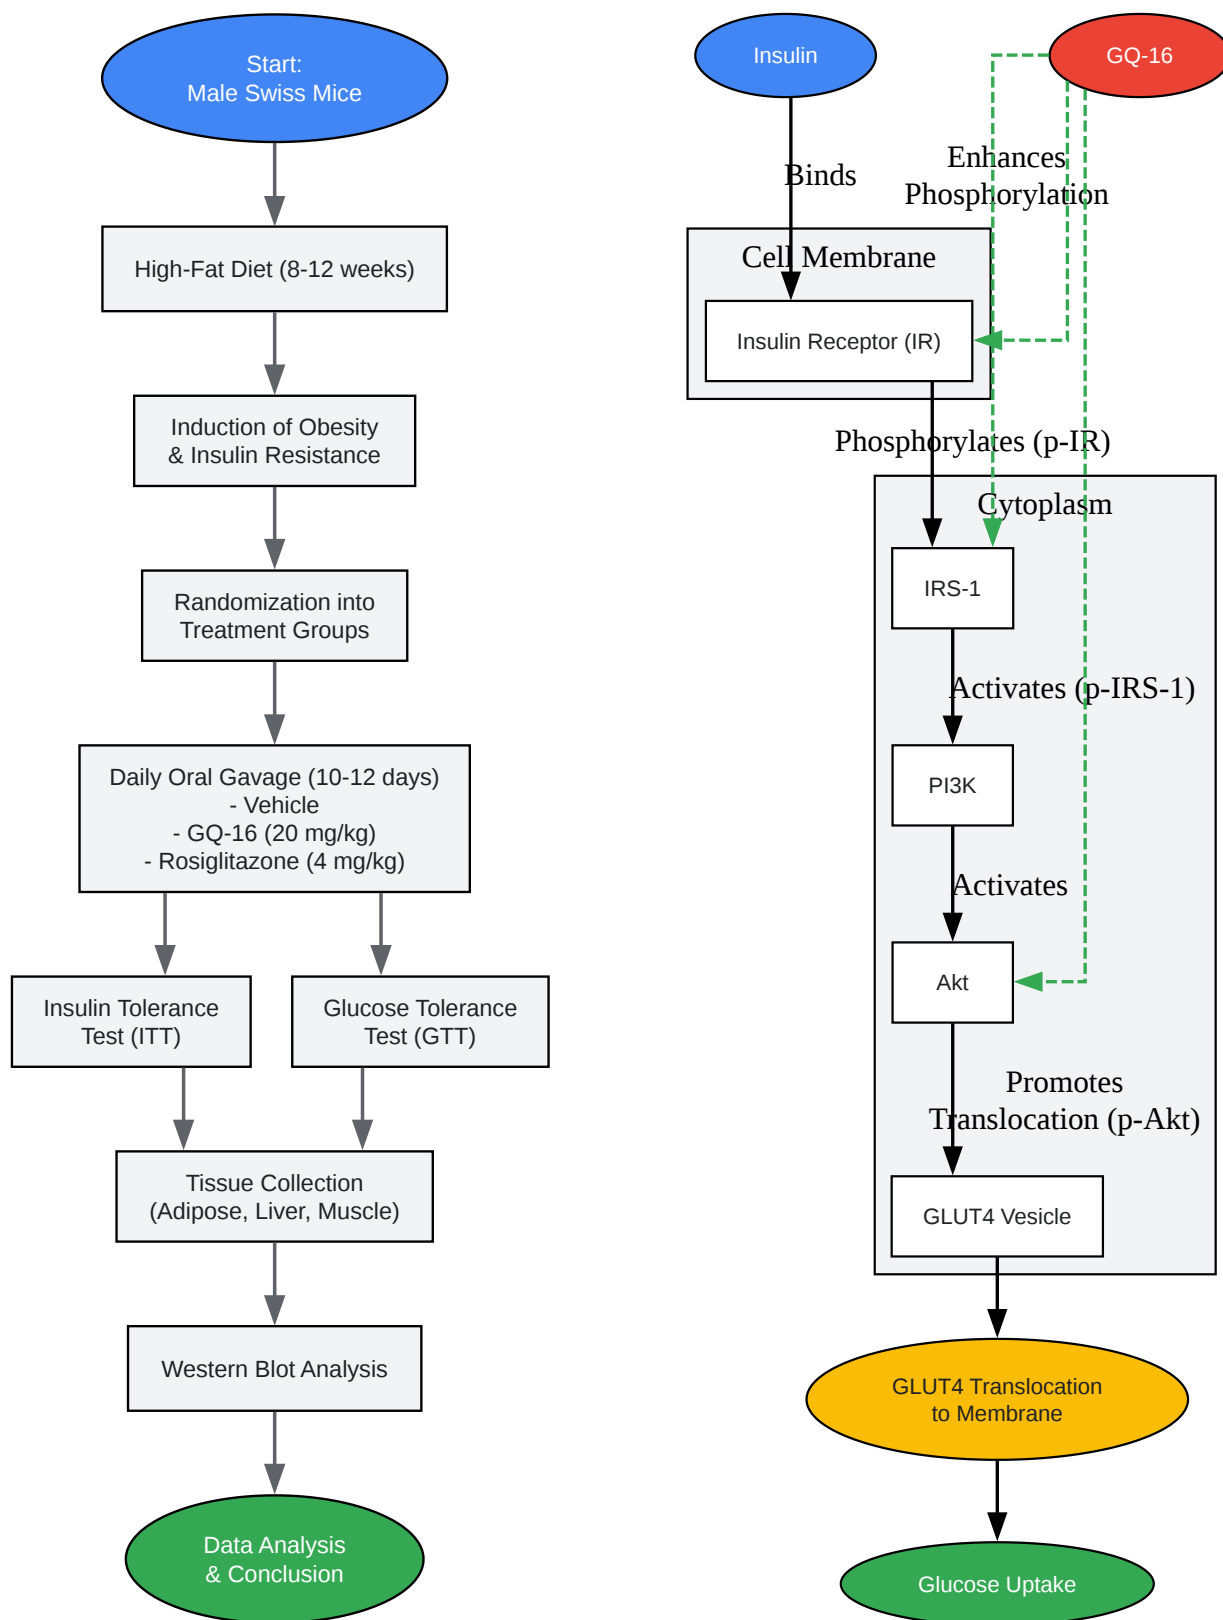 Start:
Male Swiss Mice
High-Fat Diet (8-12 weeks)
Induction of Obesity
& Insulin Resistance
Randomization into
Treatment Groups
Daily Oral Gavage (10-12 days)
- Vehicle
- GQ-16 (20 mg/kg)
- Rosiglitazone (4 mg/kg)
Insulin Tolerance
Test (ITT)
Glucose Tolerance
Test (GTT)
Tissue Collection
(Adipose, Liver, Muscle)
Western Blot Analysis
Data Analysis
& Conclusion
Insulin
GQ-16
Binds
Enhances
Phosphorylation
Cell Membrane
Insulin Receptor (IR)
Phosphorylates (p-IR)
Cytoplasm
IRS-1
Activates (p-IRS-1)
PI3K
Activates
Akt
Promotes
Translocation (p-Akt)
GLUT4 Vesicle
GLUT4 Translocation
to Membrane
Glucose Uptake